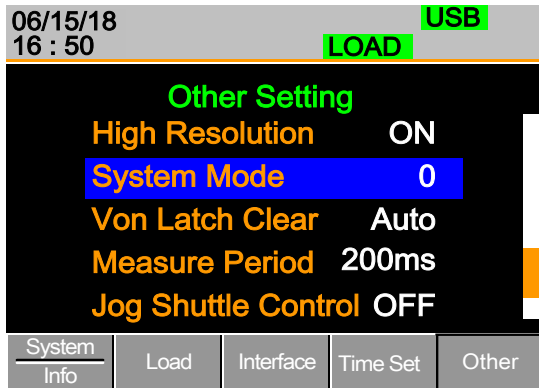 06/15/18
USB
16 : 50
LOAD
Other Setting
High Resolution ON
System Mode 0
Von Latch Clear Auto
Measure Period 200ms
Jog Shuttle Control OFF
System
Info
Load
Interface
Time Set
Other